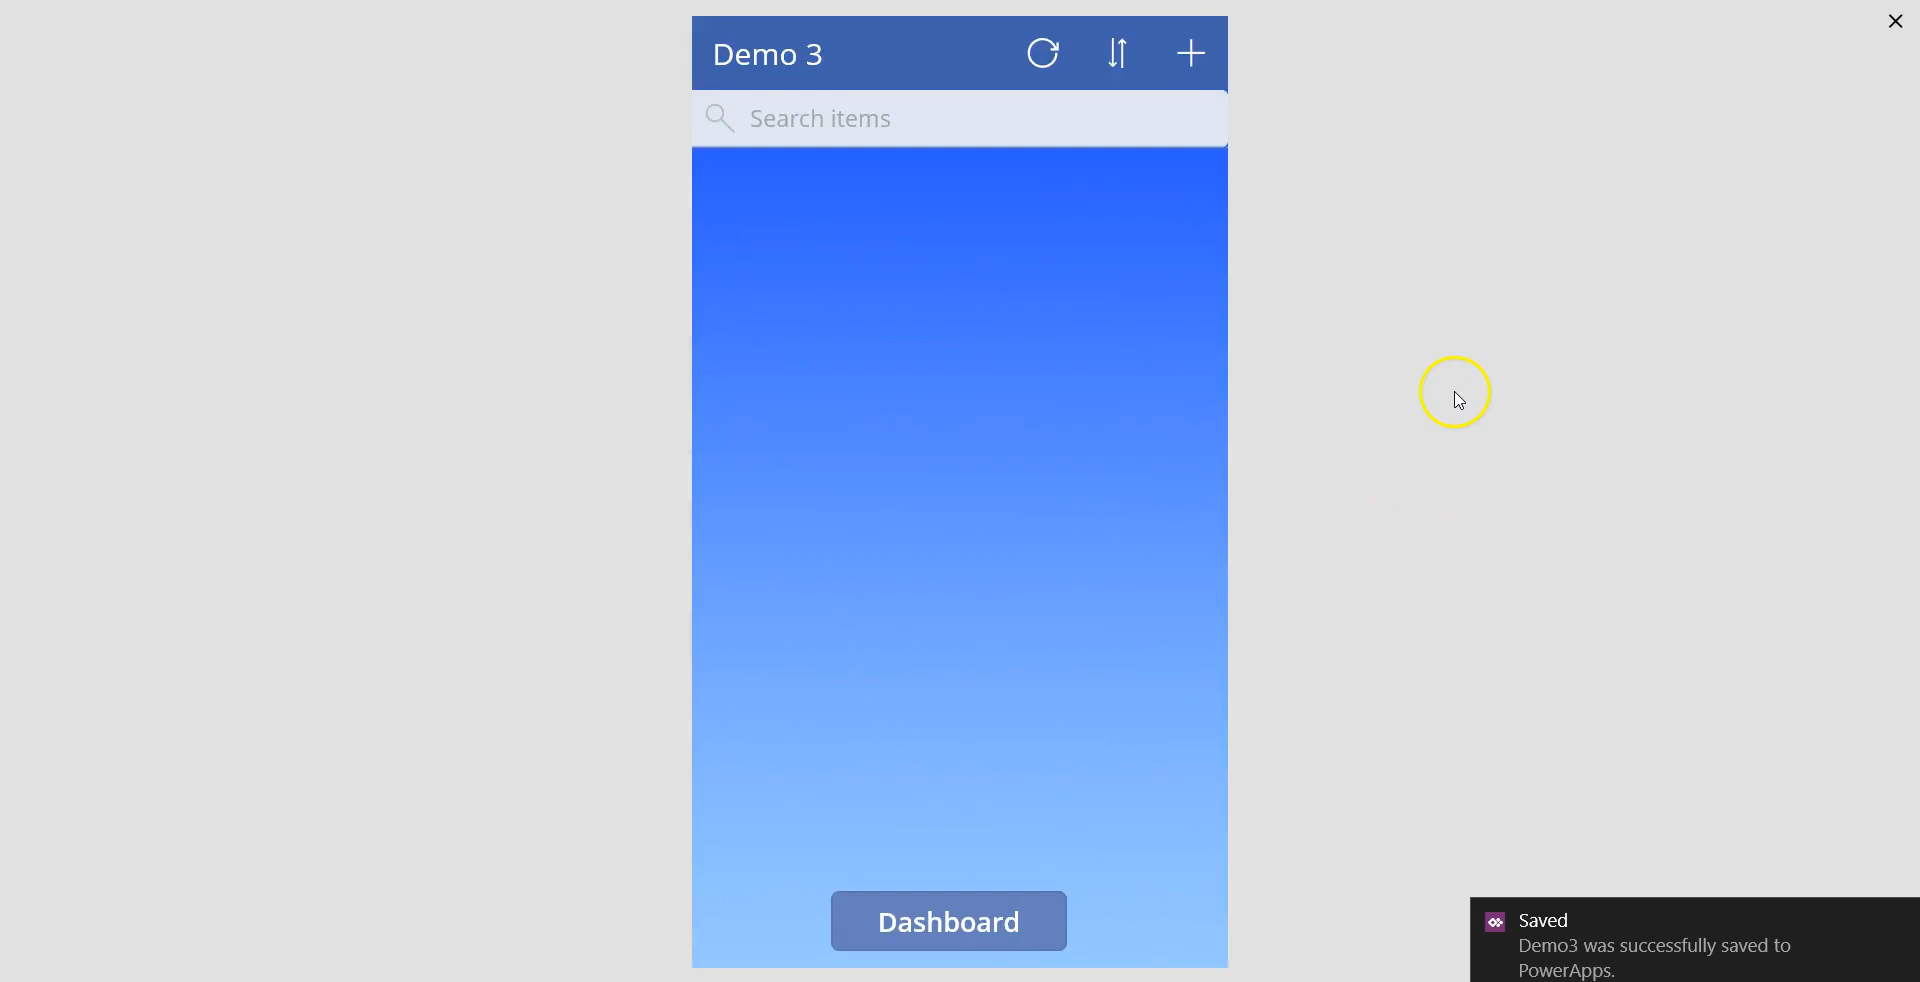 Demo 3
Search items
Dashboard
Saved
Demo3 was successfully saved to
PowerApps.